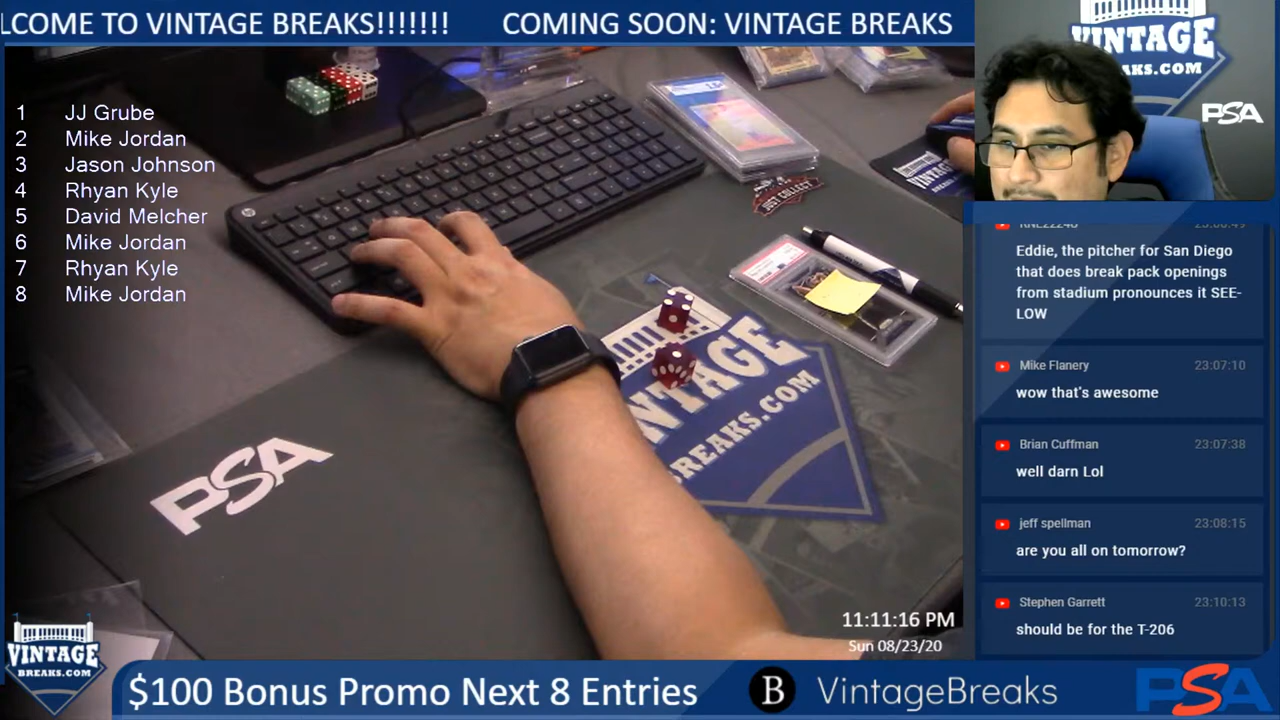 LCOME TO VINTAGE BREAKS!!!!!!! COMING SOON: VINTAGE BREAKS
VINTAGE
AKS.COM
PSA
1 JJ Grube
2 Mike Jordan
3 Jason Johnson
4 Rhyan Kyle
5 David Melcher
6 Mike Jordan
7 Rhyan Kyle
8 Mike Jordan
JUST COLLECT
VINTAGE
BREAKS.COM
PSA
Eddie, the pitcher for San Diego
that does break pack openings
from stadium pronounces it SEE-
LOW
Mike Flanery 23:07:10
wow that's awesome
Brian Cuffman 23:07:38
well darn Lol
jeff spellman 23:08:15
are you all on tomorrow?
Stephen Garrett 23:10:13
should be for the T-206
11:11:16 PM
Sun 08/23/20
VINTAGE
BREAKS.COM
$100 Bonus Promo Next 8 Entries
B VintageBreaks
PSA